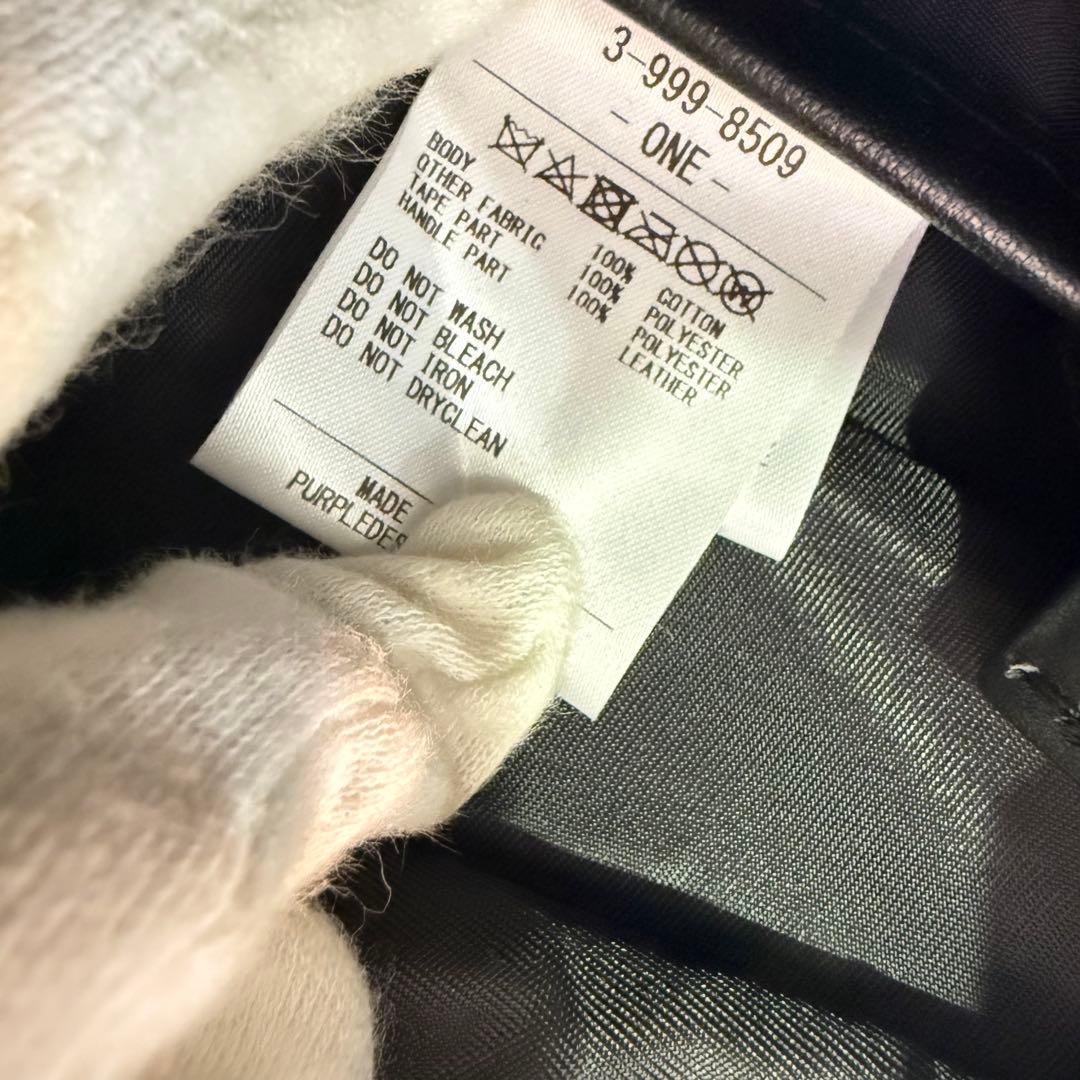 3-999-8509
- ONE -
BODY 100% COTTON
OTHER FABRIC 100% POLYESTER
TAPE PART 100% POLYESTER
HANDLE PART LEATHER
DO NOT WASH
DO NOT BLEACH
DO NOT IRON
DO NOT DRYCLEAN
MADE